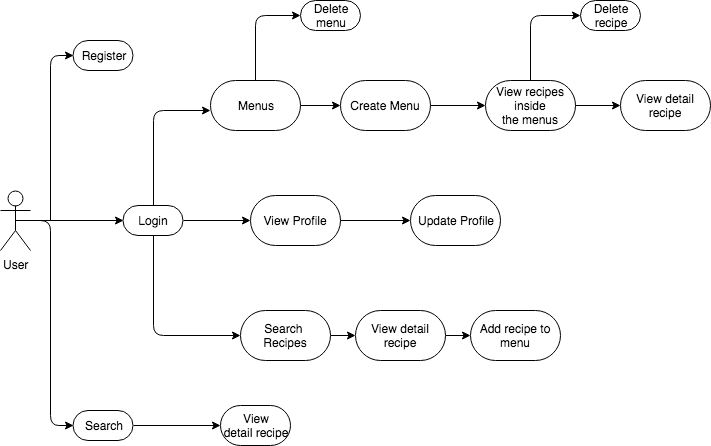 Delete
menu
Delete
recipe
Register
Menus
Create Menu
View recipes
inside
the menus
View detail
recipe
Login
View Profile
Update Profile
User
Search
Recipes
View detail
recipe
Add recipe to
menu
Search
View
detail recipe